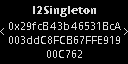 I2Singleton
0x29fcB43b46531BcA
003ddC8FCB67FFE919
00C762